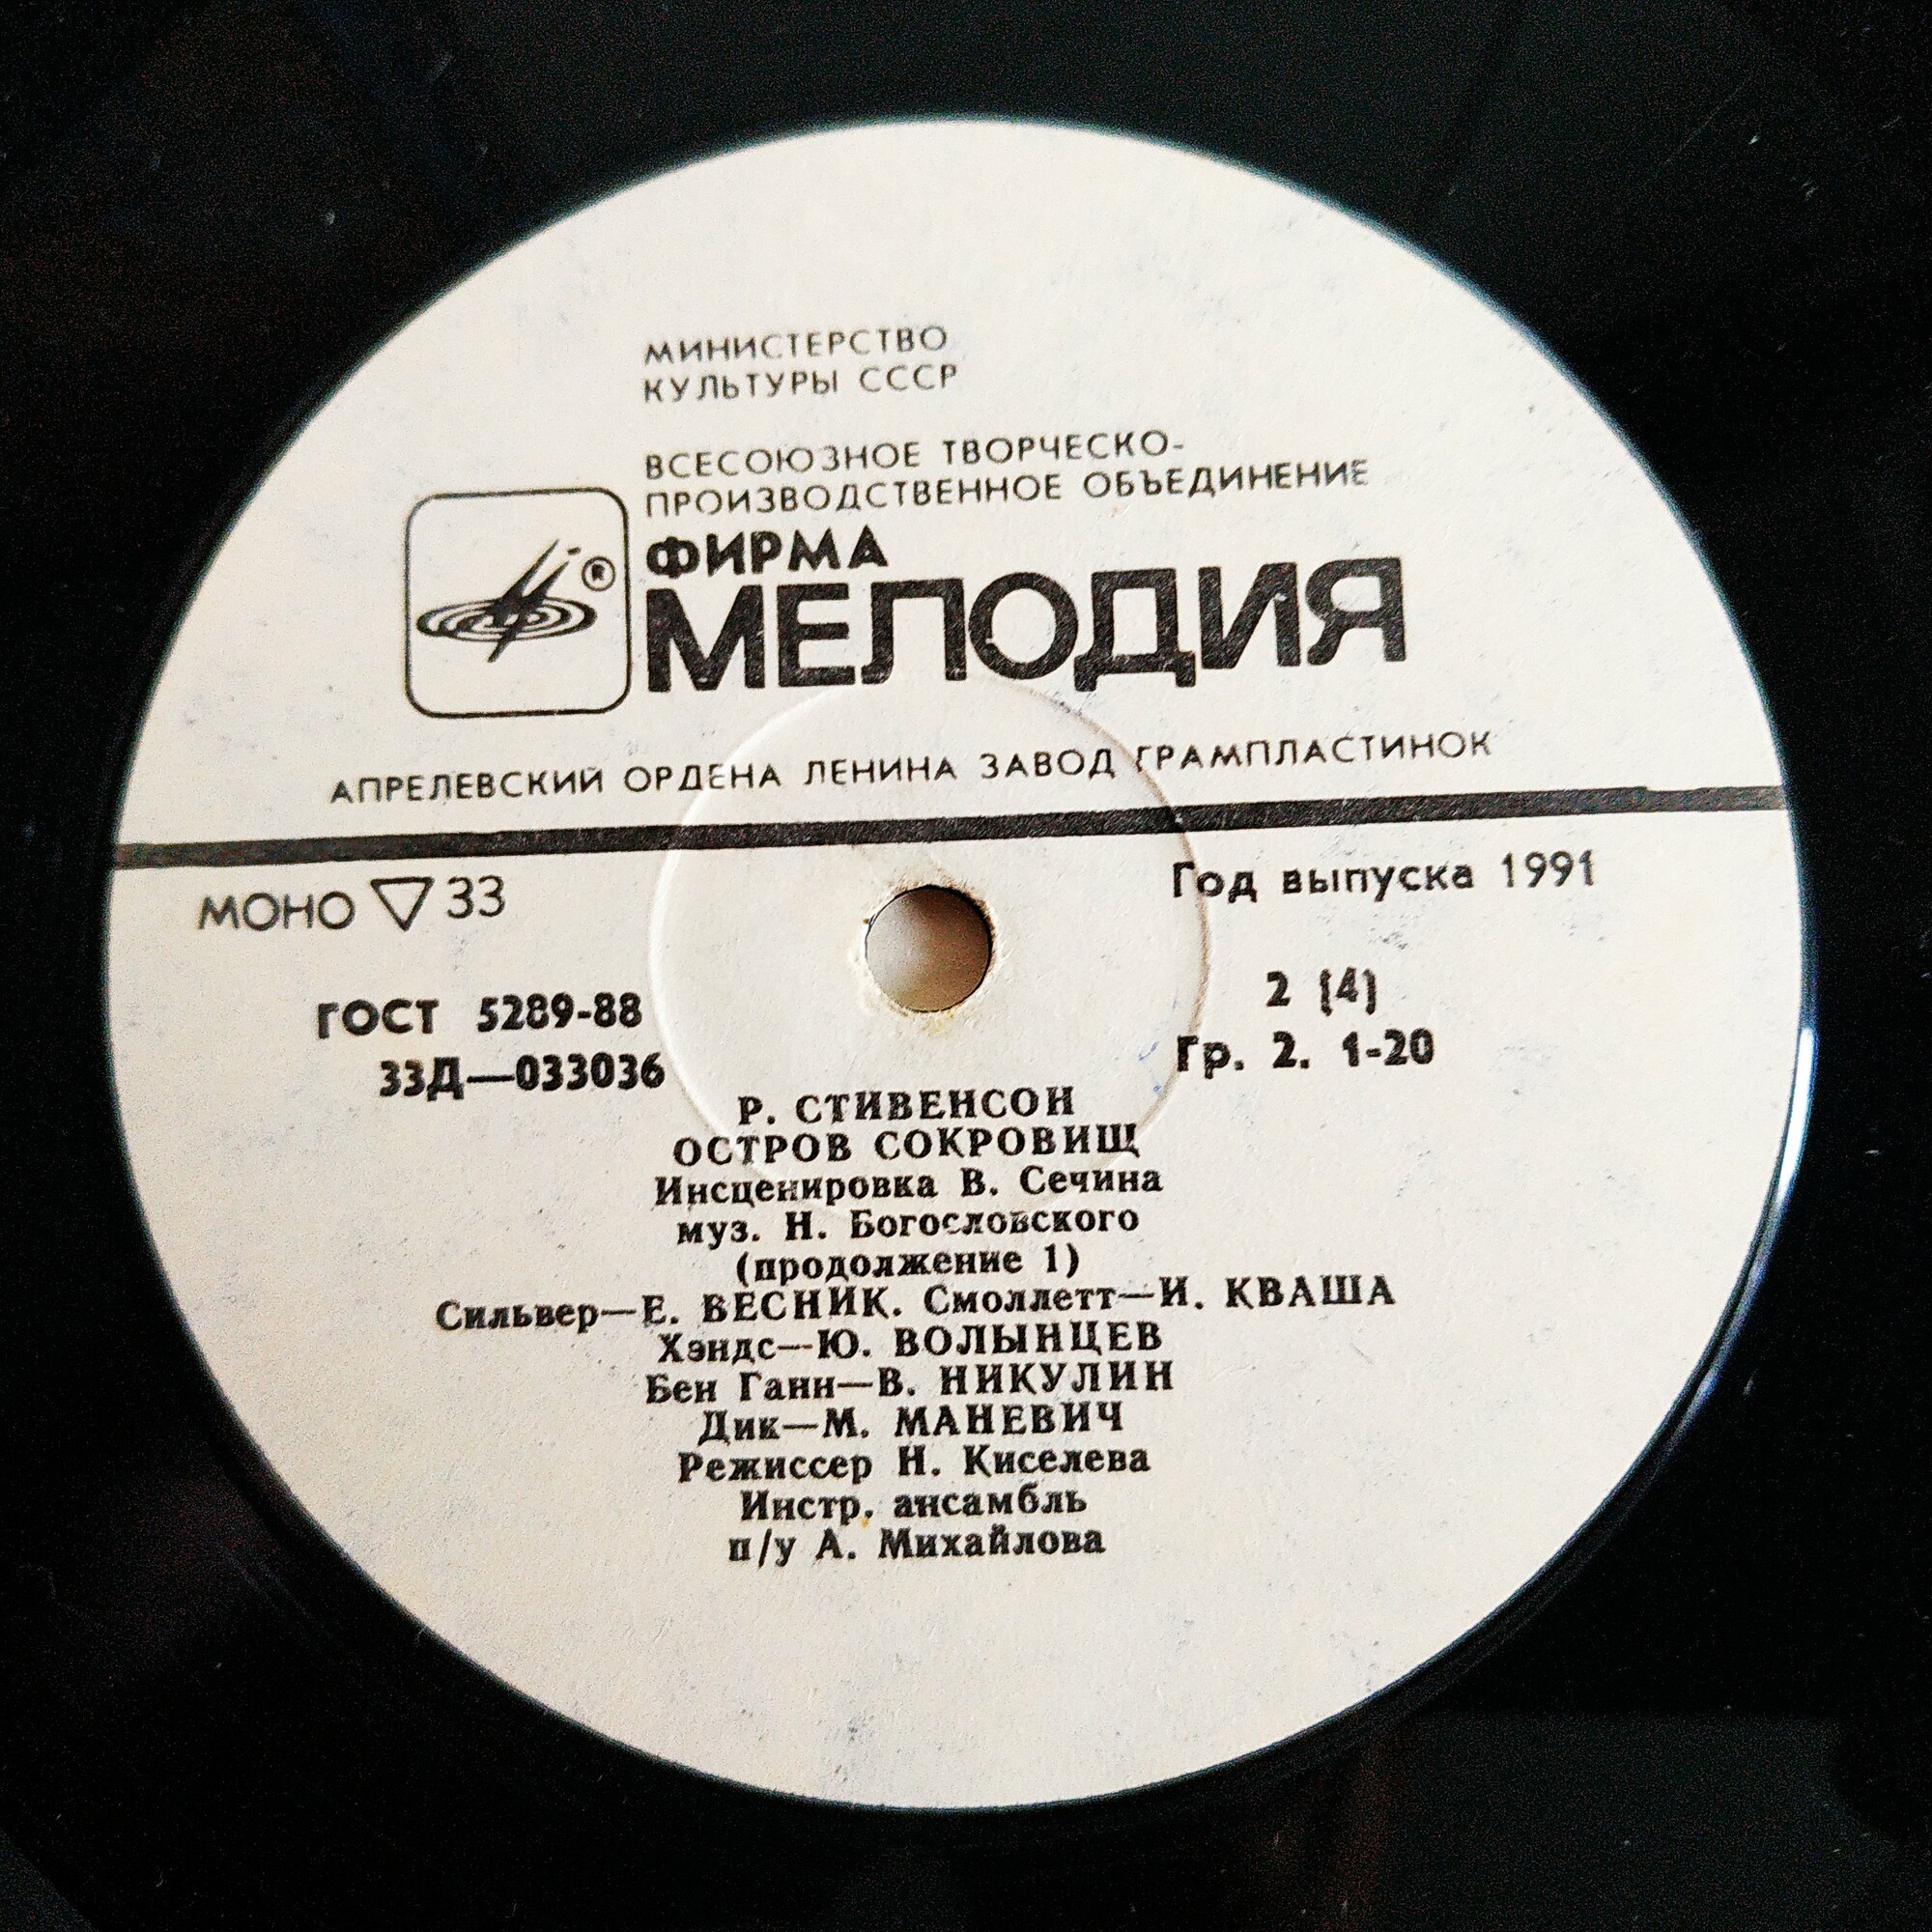 МИНИСТЕРСТВО
КУЛЬТУРЫ СССР
ВСЕСОЮЗНОЕ ТВОРЧЕСКО-
ПРОИЗВОДСТВЕННОЕ ОБЪЕДИНЕНИЕ
ФИРМА
®
МЕЛОДИЯ
АПРЕЛЕВСКИЙ ОРДЕНА ЛЕНИНА ЗАВОД ГРАМПЛАСТИНОК
МОНО ▽ 33
Год выпуска 1991
ГОСТ 5289-88
2 (4)
33Д—033036
Гр. 2. 1-20
Р. СТИВЕНСОН
ОСТРОВ СОКРОВИЩ
Инсценировка В. Сечина
муз. Н. Богословского
(продолжение 1)
Сильвер—Е. ВЕСНИК. Смоллетт—И. КВАША
Хэндс—Ю. ВОЛЫНЦЕВ
Бен Ганн—В. НИКУЛИН
Дик—М. МАНЕВИЧ
Режиссер Н. Киселева
Инстр. ансамбль
п/у А. Михайлова